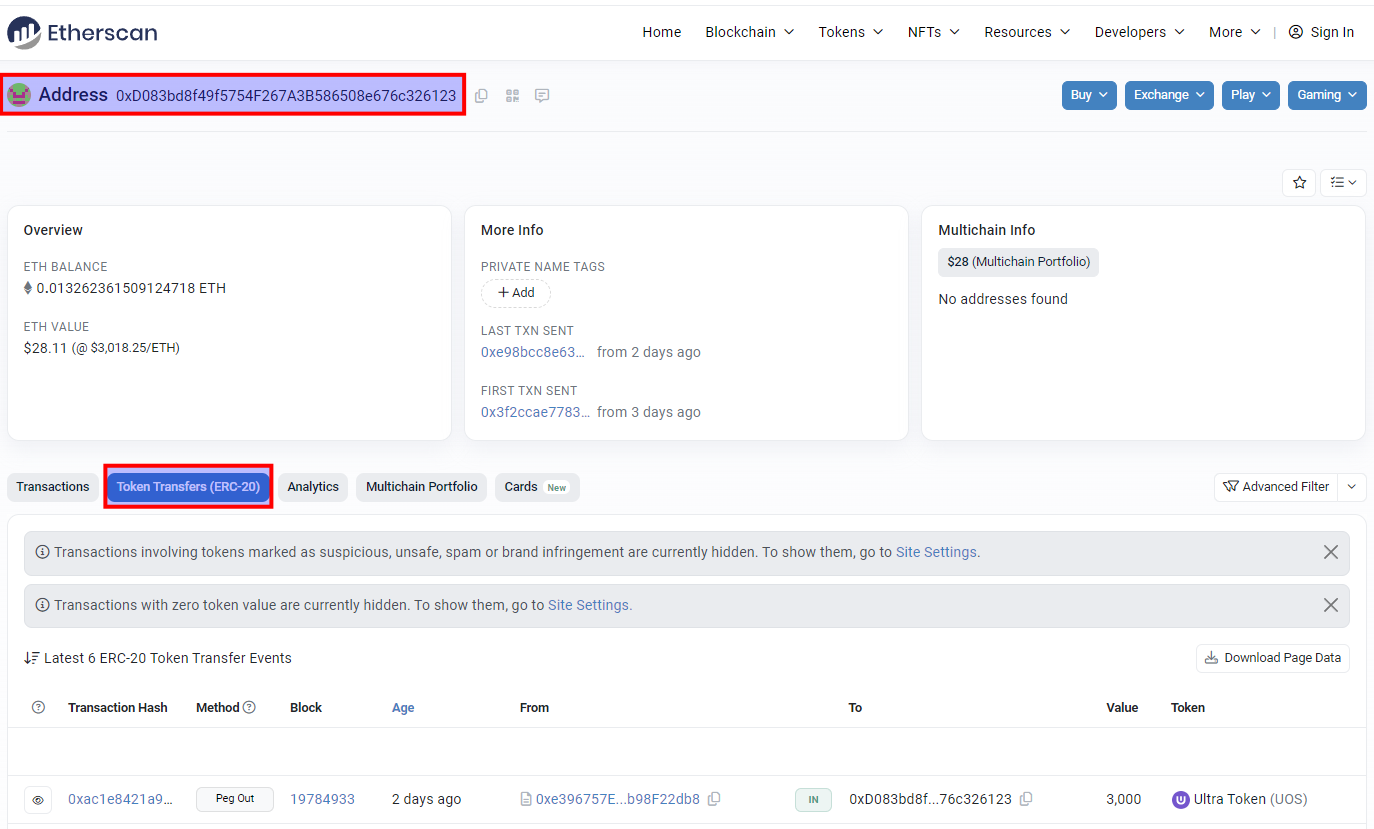 Etherscan
Home Blockchain Tokens NFTs Resources Developers More | Sign In
Address 0xD083bd8f49f5754F267A3B586508e676c326123
Buy Exchange Play Gaming
Overview
ETH BALANCE
0.013262361509124718 ETH
ETH VALUE
$28.11 (@ $3,018.25/ETH)
More Info
PRIVATE NAME TAGS
+ Add
LAST TXN SENT
0xe98bcc8e63... from 2 days ago
FIRST TXN SENT
0x3f2ccae7783... from 3 days ago
Multichain Info
$28 (Multichain Portfolio)
No addresses found
Transactions Token Transfers (ERC-20) Analytics Multichain Portfolio Cards New Advanced Filter
Transactions involving tokens marked as suspicious, unsafe, spam or brand infringement are currently hidden. To show them, go to Site Settings.
Transactions with zero token value are currently hidden. To show them, go to Site Settings.
Latest 6 ERC-20 Token Transfer Events Download Page Data
Transaction Hash Method Block Age From To Value Token
0xac1e8421a9... Peg Out 19784933 2 days ago 0xe396757E...b98F22db8 IN 0xD083bd8f...76c326123 3,000 Ultra Token (UOS)